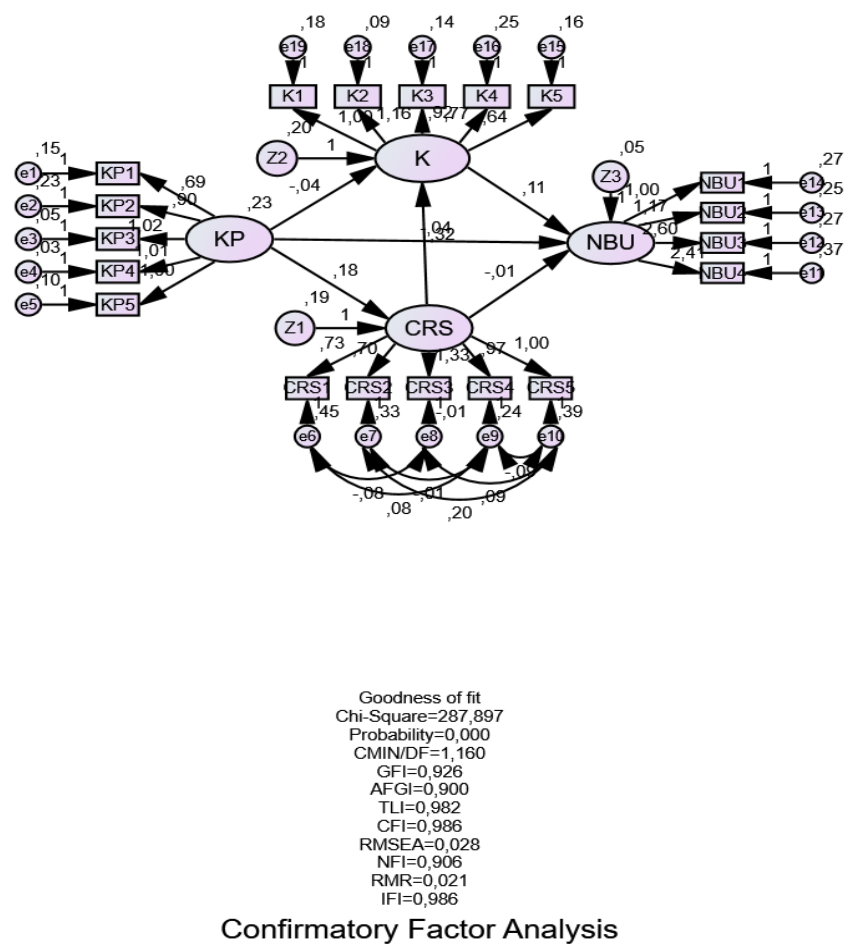 ,18 ,09 ,14 ,25 ,16
e19 e18 e17 e16 e15
1 1 1 1 1
K1 K2 K3 K4 K5
1,00 1,16 ,92 ,77 ,64
,20
Z2 1 K
-,04
,15
e1 1 KP1
,23
e2 1 KP2
,05
e3 1 KP3
,03
e4 1 KP4
,10
e5 1 KP5
,69
,90
1,02
,23
KP
,11
,05
Z3
1
NBU
1,00
1,17
2,60
2,41
NBU1 1 e14 ,27
NBU2 1 e13 ,25
NBU3 1 e12 ,27
NBU4 1 e11 ,37
-,04
,32
,18
-,01
,19
Z1 1 CRS
,73 ,70 1,33 ,97 1,00
CRS1 CRS2 CRS3 CRS4 CRS5
,45 ,33 -,01 ,24 ,39
e6 e7 e8 e9 e10
-,08 -,01 ,09 -,09
,08 ,20
Goodness of fit
Chi-Square=287,897
Probability=0,000
CMIN/DF=1,160
GFI=0,926
AFGI=0,900
TLI=0,982
CFI=0,986
RMSEA=0,028
NFI=0,906
RMR=0,021
IFI=0,986
Confirmatory Factor Analysis